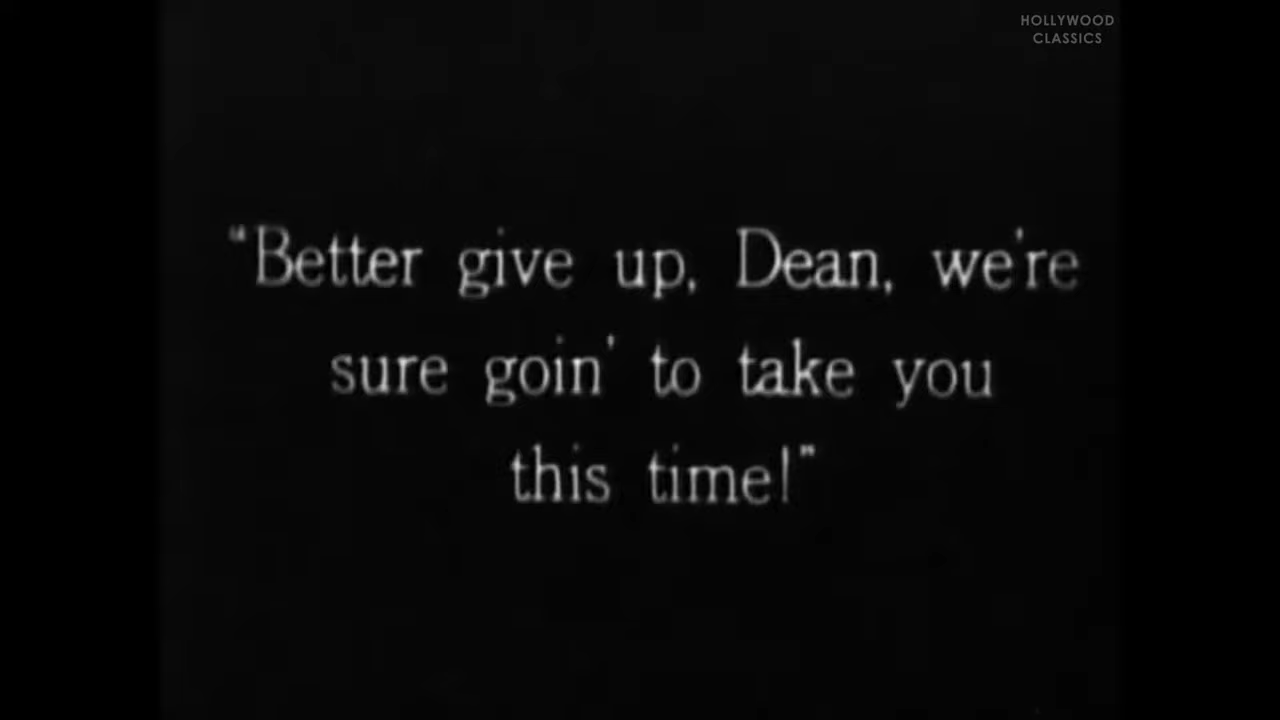 HOLLYWOOD
CLASSICS
“Better give up, Dean, we're
sure goin' to take you
this time!”